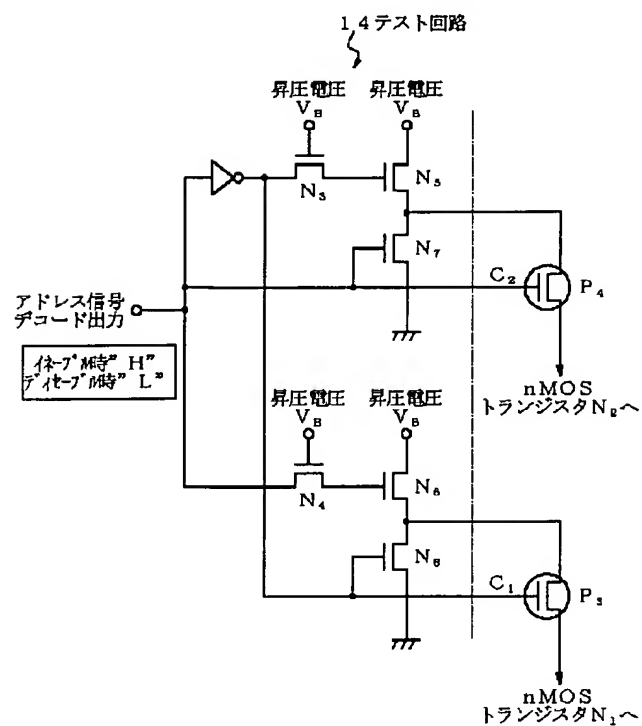 14テスト回路
昇圧電圧 昇圧電圧
V_B V_B
N_3 N_5
N_7
C_2 P_4
アドレス信号
デコード出力
イネーブル時"H"
ディセーブル時"L"
nMOS
トランジスタN_2へ
昇圧電圧 昇圧電圧
V_B V_B
N_4 N_6
N_8
C_1 P_3
nMOS
トランジスタN_1へ